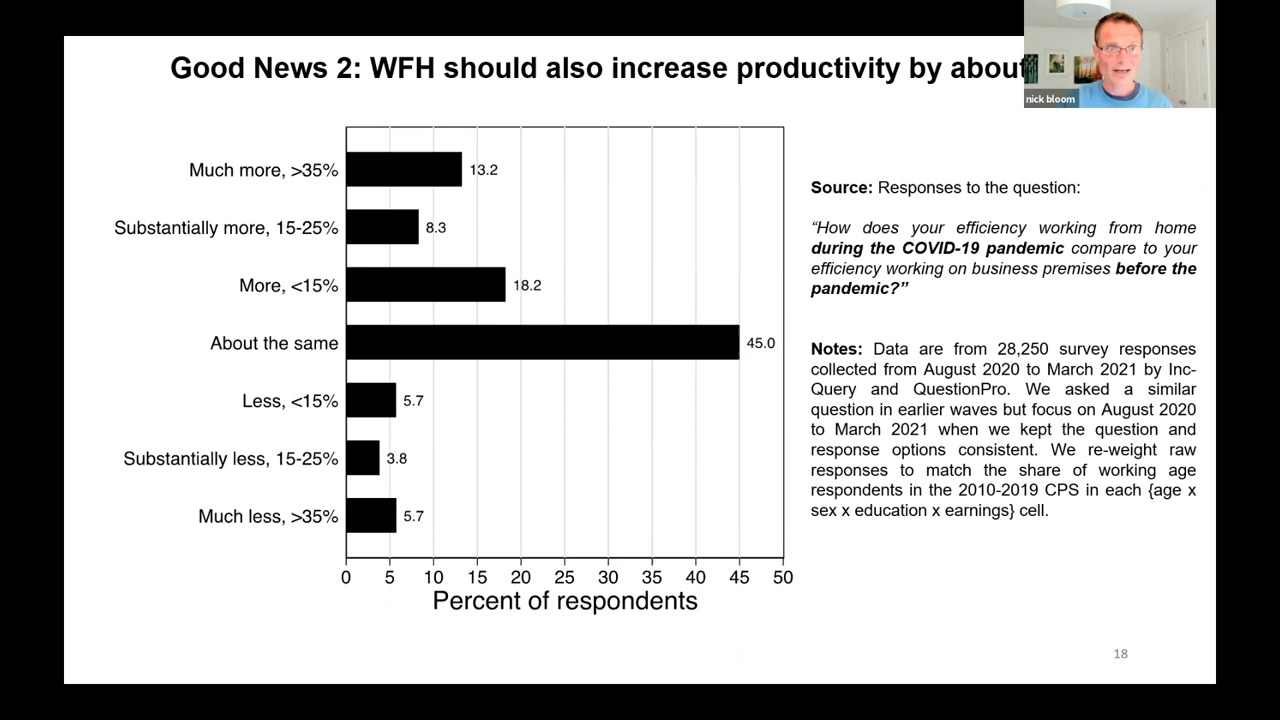 Good News 2: WFH should also increase productivity by about
nick bloom
Much more, >35%
13.2
Substantially more, 15-25%
8.3
More, <15%
18.2
About the same
45.0
Less, <15%
5.7
Substantially less, 15-25%
3.8
Much less, >35%
5.7
0 5 10 15 20 25 30 35 40 45 50
Percent of respondents
Source: Responses to the question:
“How does your efficiency working from home
during the COVID-19 pandemic compare to your
efficiency working on business premises before the
pandemic?”
Notes: Data are from 28,250 survey responses
collected from August 2020 to March 2021 by Inc-
Query and QuestionPro. We asked a similar
question in earlier waves but focus on August 2020
to March 2021 when we kept the question and
response options consistent. We re-weight raw
responses to match the share of working age
respondents in the 2010-2019 CPS in each {age x
sex x education x earnings} cell.
18